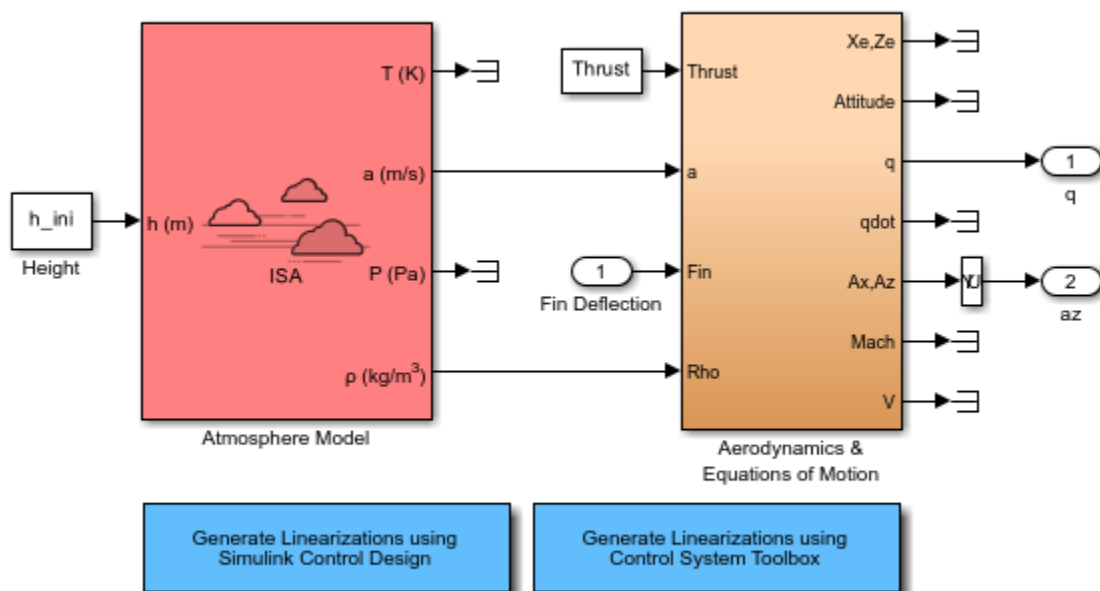 h_ini
Height
h (m)
ISA
T (K)
a (m/s)
P (Pa)
ρ (kg/m³)
Atmosphere Model
Thrust
1
Fin Deflection
Thrust
a
Fin
Rho
Xe,Ze
Attitude
q
qdot
Ax,Az
Mach
V
Aerodynamics &
Equations of Motion
1
q
2
az
Generate Linearizations using
Simulink Control Design
Generate Linearizations using
Control System Toolbox